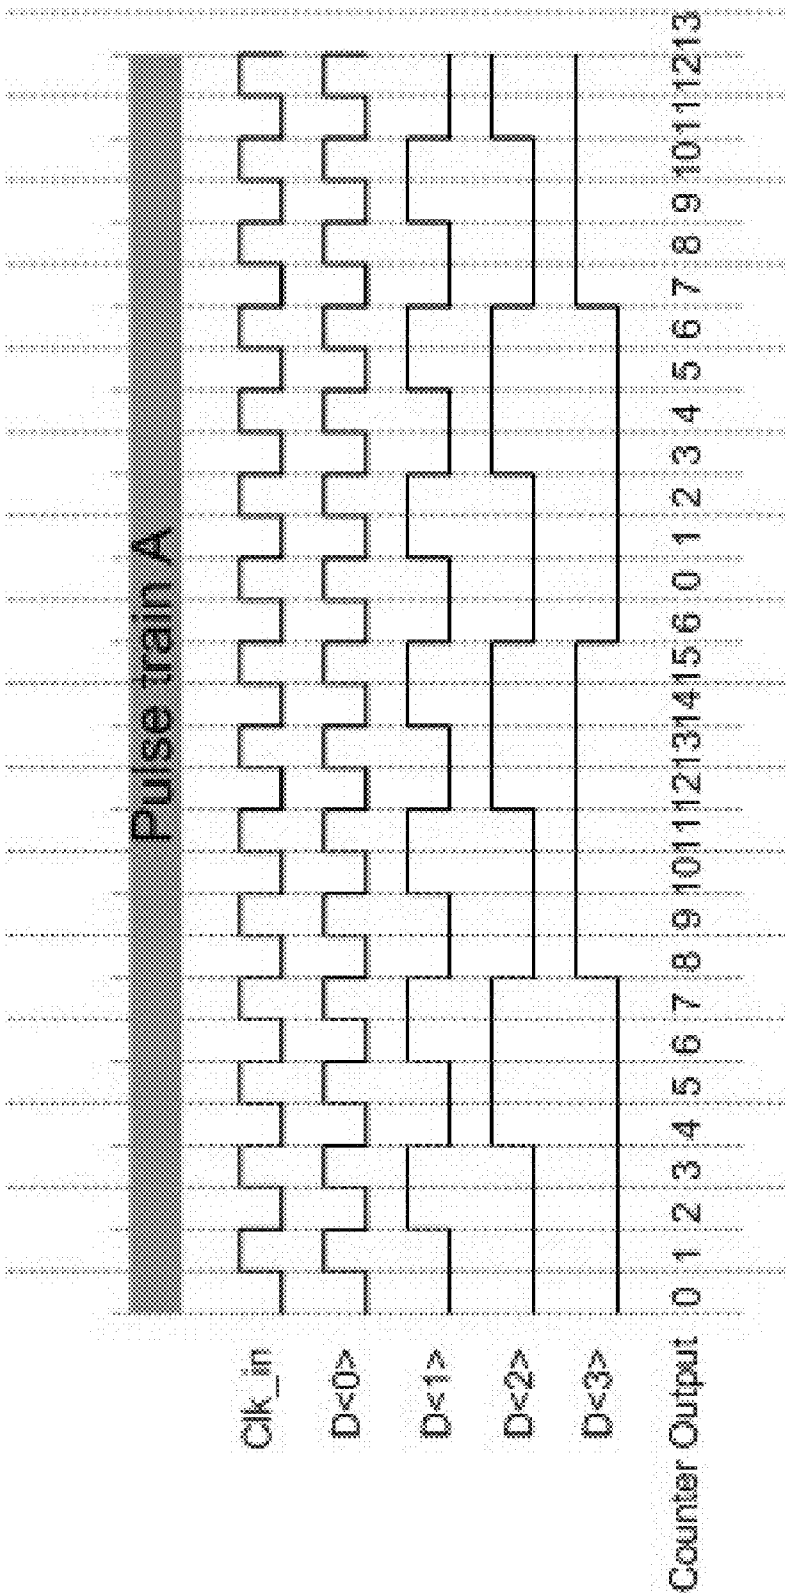 Pulse train A
Clk_in
D<0>
D<1>
D<2>
D<3>
Counter Output 0 1 2 3 4 5 6 7 8 9 10 11 12 13 14 15 6 0 1 2 3 4 5 6 7 8 9 10 11 12 13